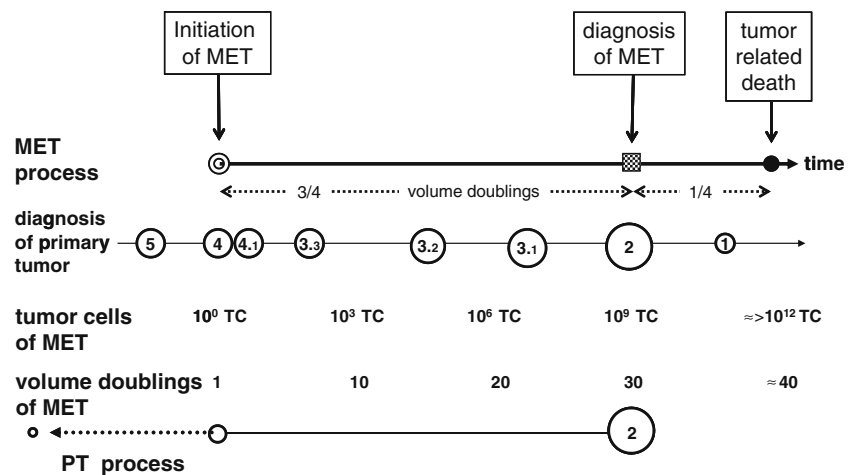 Initiation
of MET
diagnosis
of MET
tumor
related
death
MET
process
time
3/4 volume doublings 1/4
diagnosis
of primary
tumor
5 4 4.1 3.3 3.2 3.1 2 1
tumor cells
of MET
10⁰ TC 10³ TC 10⁶ TC 10⁹ TC ≈>10¹² TC
volume doublings
of MET
1 10 20 30 ≈40
2
PT process